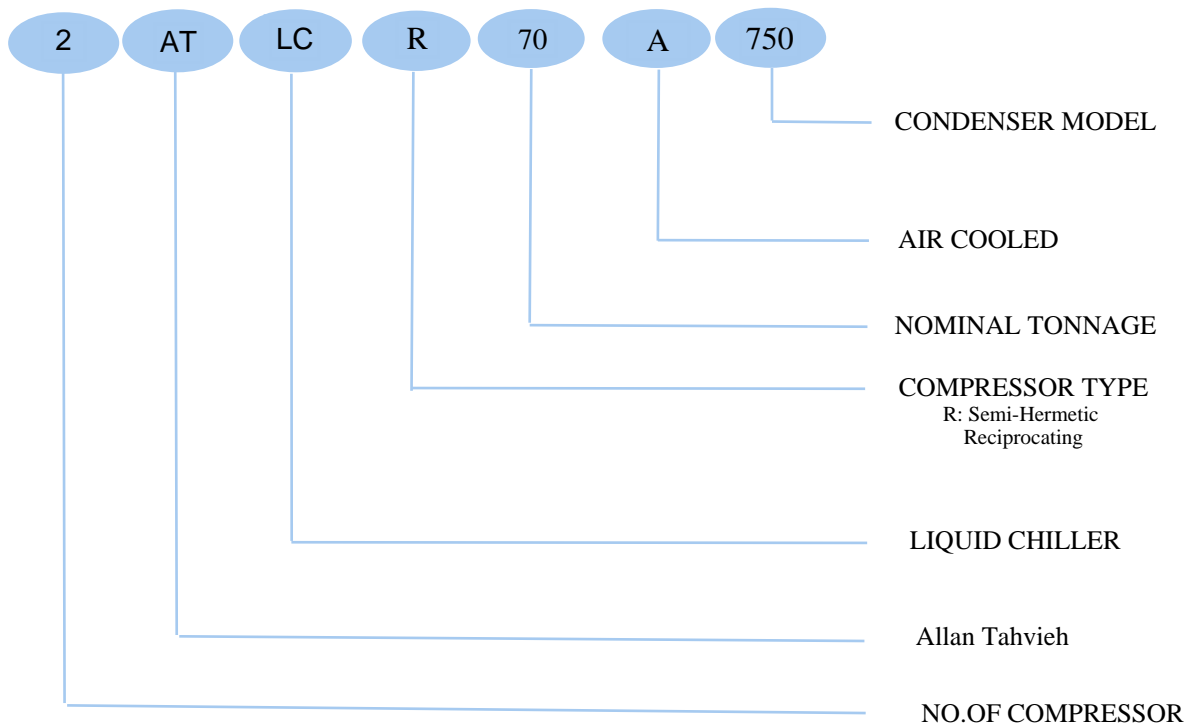 2 AT LC R 70 A 750
CONDENSER MODEL
AIR COOLED
NOMINAL TONNAGE
COMPRESSOR TYPE
R: Semi-Hermetic
Reciprocating
LIQUID CHILLER
Allan Tahvieh
NO.OF COMPRESSOR